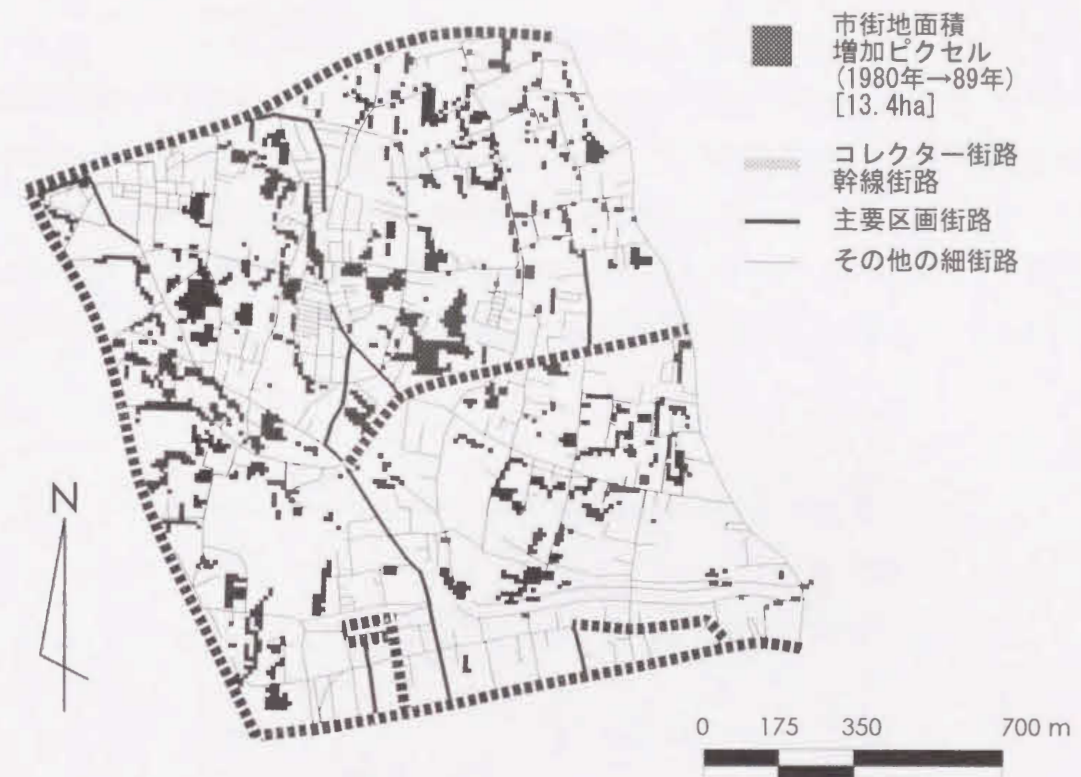 市街地面積
増加ピクセル
(1980年→89年)
[13.4ha]
コレクター街路
幹線街路
主要区画街路
その他の細街路
N
0 175 350 700 m